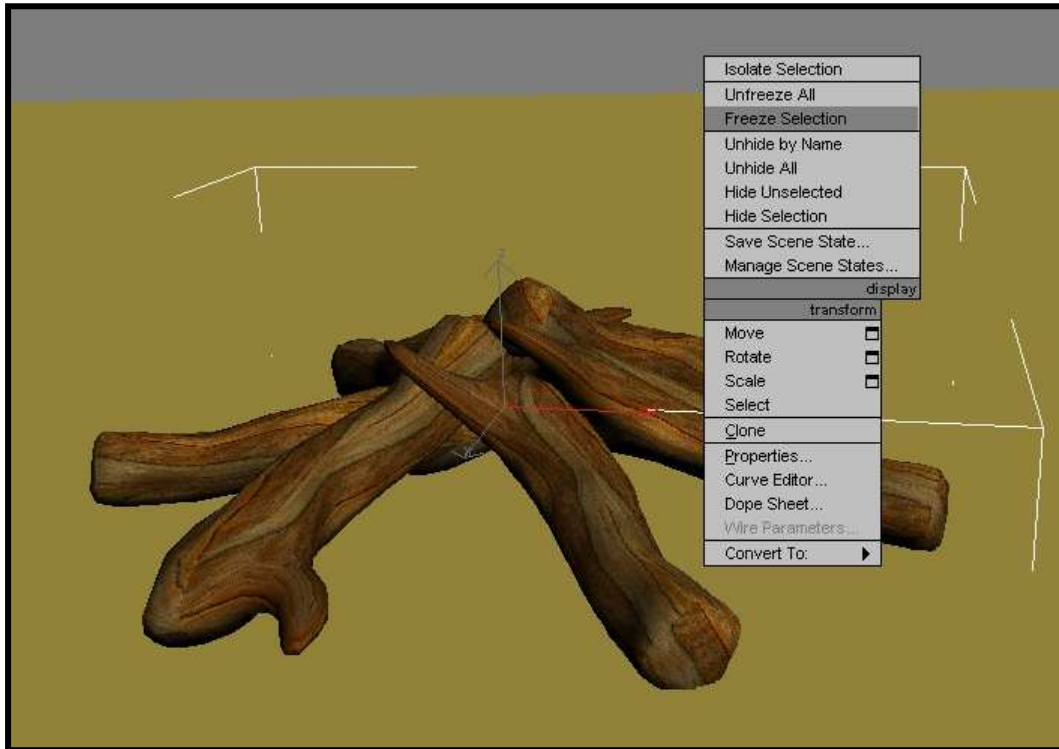 Isolate Selection
Unfreeze All
Freeze Selection
Unhide by Name
Unhide All
Hide Unselected
Hide Selection
Save Scene State...
Manage Scene States...
display
transform
Move
Rotate
Scale
Select
Clone
Properties...
Curve Editor...
Dope Sheet...
Wire Parameters...
Convert To: